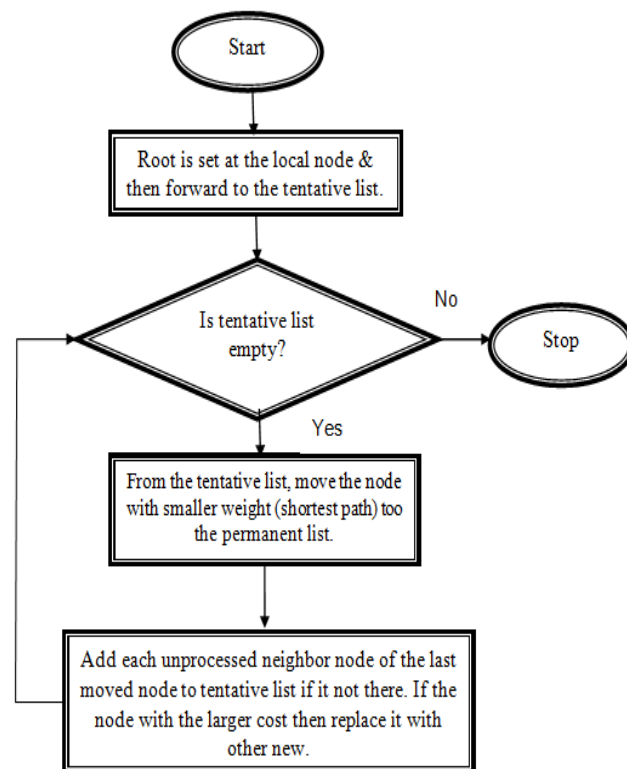 Start
Root is set at the local node &
then forward to the tentative list.
Is tentative list
empty?
No
Stop
Yes
From the tentative list, move the node
with smaller weight (shortest path) too
the permanent list.
Add each unprocessed neighbor node of the last
moved node to tentative list if it not there. If the
node with the larger cost then replace it with
other new.